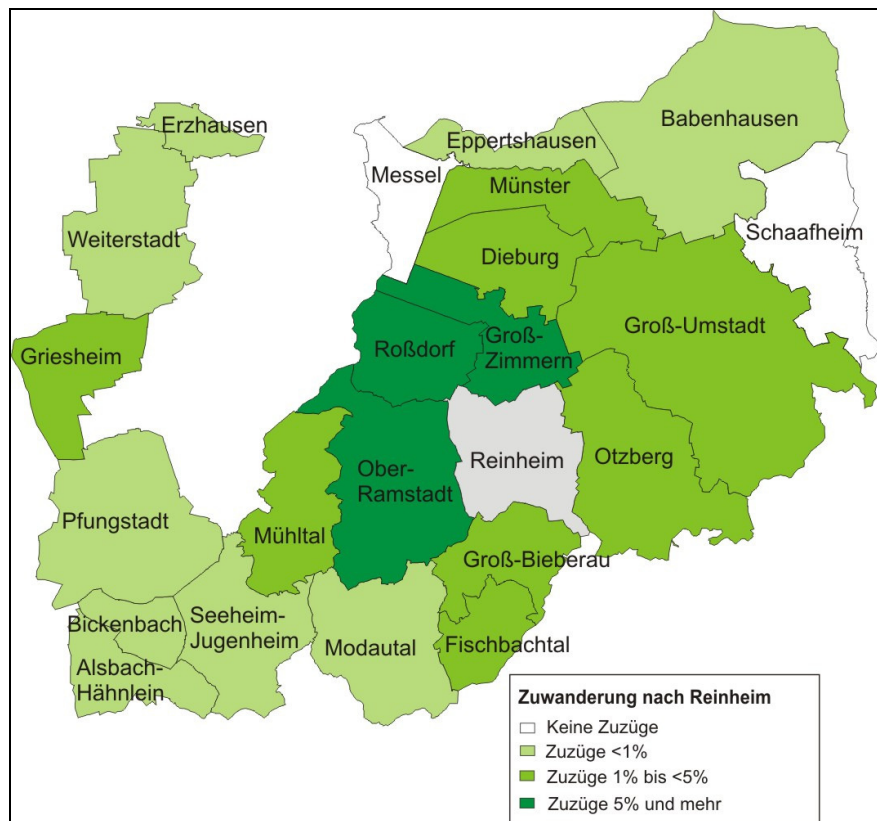 Erzhausen
Babenhausen
Eppertshausen
Messel
Münster
Weiterstadt
Schaafheim
Dieburg
Groß-Umstadt
Griesheim
Roßdorf
Groß-
Zimmern
Reinheim
Otzberg
Ober-
Ramstadt
Pfungstadt
Mühltal
Groß-Bieberau
Bickenbach
Seeheim-
Jugenheim
Modautal
Fischbachtal
Alsbach-
Hähnlein
Zuwanderung nach Reinheim
Keine Zuzüge
Zuzüge <1%
Zuzüge 1% bis <5%
Zuzüge 5% und mehr